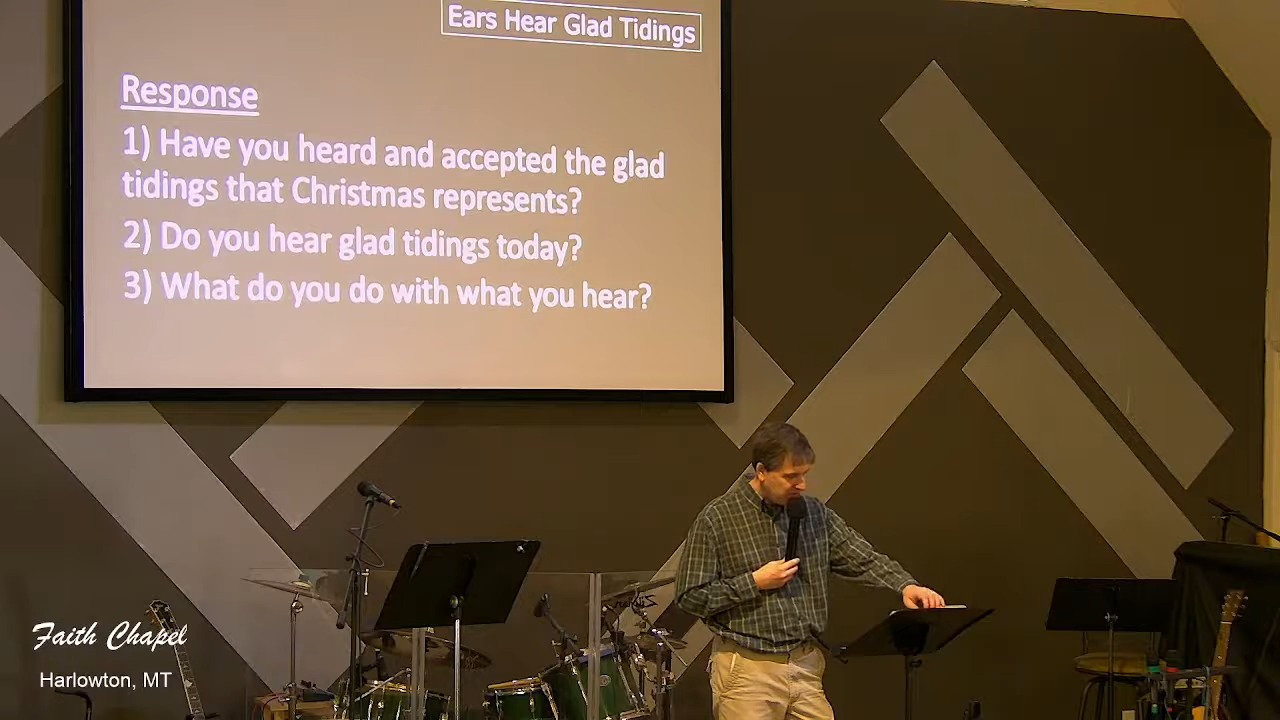 Ears Hear Glad Tidings
Response
1) Have you heard and accepted the glad
tidings that Christmas represents?
2) Do you hear glad tidings today?
3) What do you do with what you hear?
Faith Chapel
Harlowton, MT